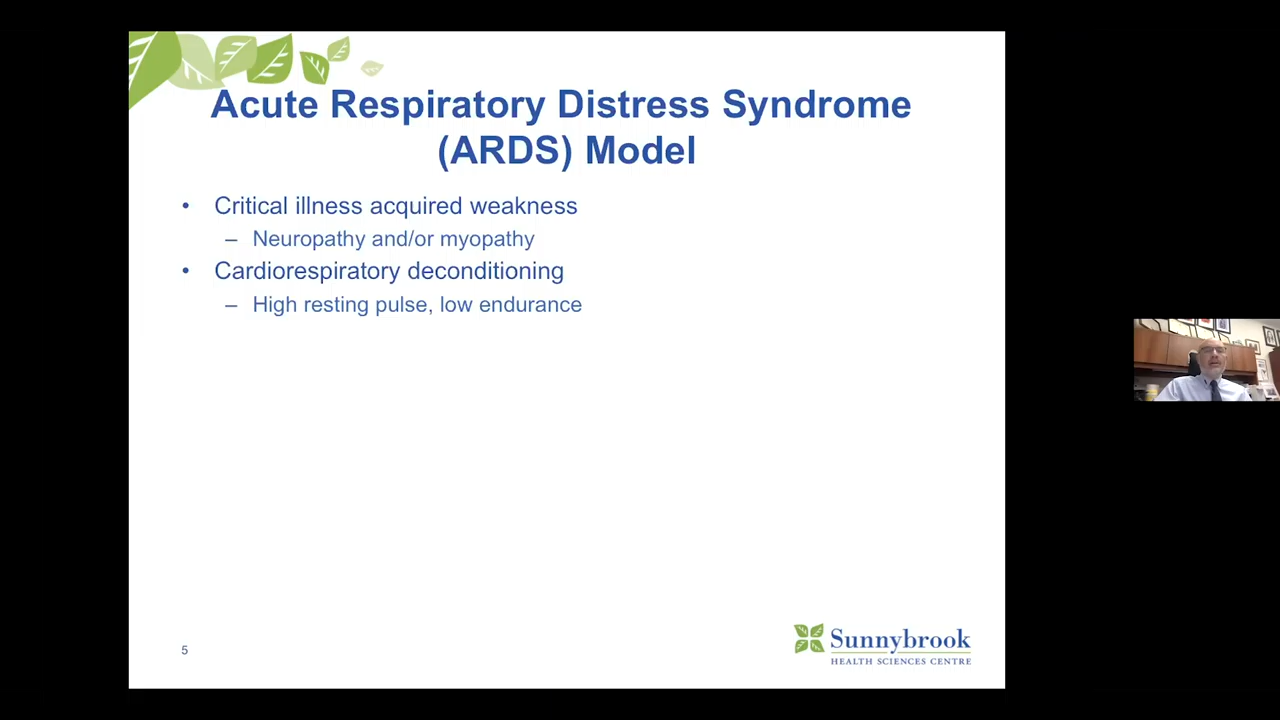 Acute Respiratory Distress Syndrome
(ARDS) Model
• Critical illness acquired weakness
– Neuropathy and/or myopathy
• Cardiorespiratory deconditioning
– High resting pulse, low endurance
5
Sunnybrook
HEALTH SCIENCES CENTRE